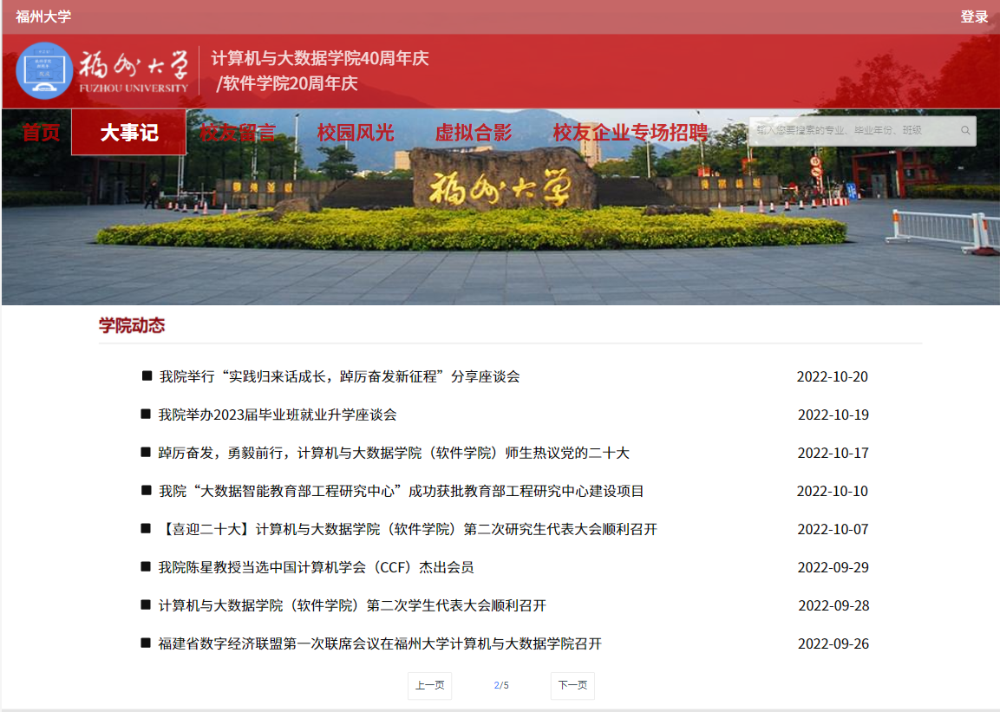 福州大学
登录
福州大学
FUZHOU UNIVERSITY
计算机与大数据学院40周年庆
/软件学院20周年庆
首页 大事记 校友留言 校园风光 虚拟合影 校友企业专场招聘
输入您要搜索的专业、毕业年份、班级
福州大学
学院动态
我院举行“实践归来话成长，踔厉奋发新征程”分享座谈会 2022-10-20
我院举办2023届毕业班就业升学座谈会 2022-10-19
踔厉奋发，勇毅前行，计算机与大数据学院（软件学院）师生热议党的二十大 2022-10-17
我院“大数据智能教育部工程研究中心”成功获批教育部工程研究中心建设项目 2022-10-10
【喜迎二十大】计算机与大数据学院（软件学院）第二次研究生代表大会顺利召开 2022-10-07
我院陈星教授当选中国计算机学会（CCF）杰出会员 2022-09-29
计算机与大数据学院（软件学院）第二次学生代表大会顺利召开 2022-09-28
福建省数字经济联盟第一次联席会议在福州大学计算机与大数据学院召开 2022-09-26
上一页 2/5 下一页